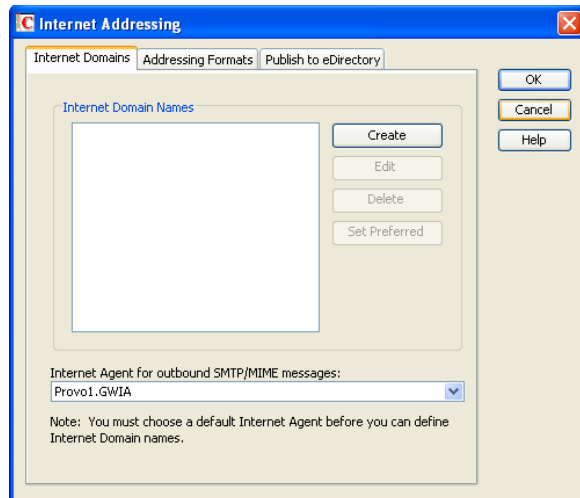 Internet Addressing
Internet Domains Addressing Formats Publish to eDirectory
OK
Cancel
Help
Internet Domain Names
Create
Edit
Delete
Set Preferred
Internet Agent for outbound SMTP/MIME messages:
Provo1.GWIA
Note: You must choose a default Internet Agent before you can define
Internet Domain names.